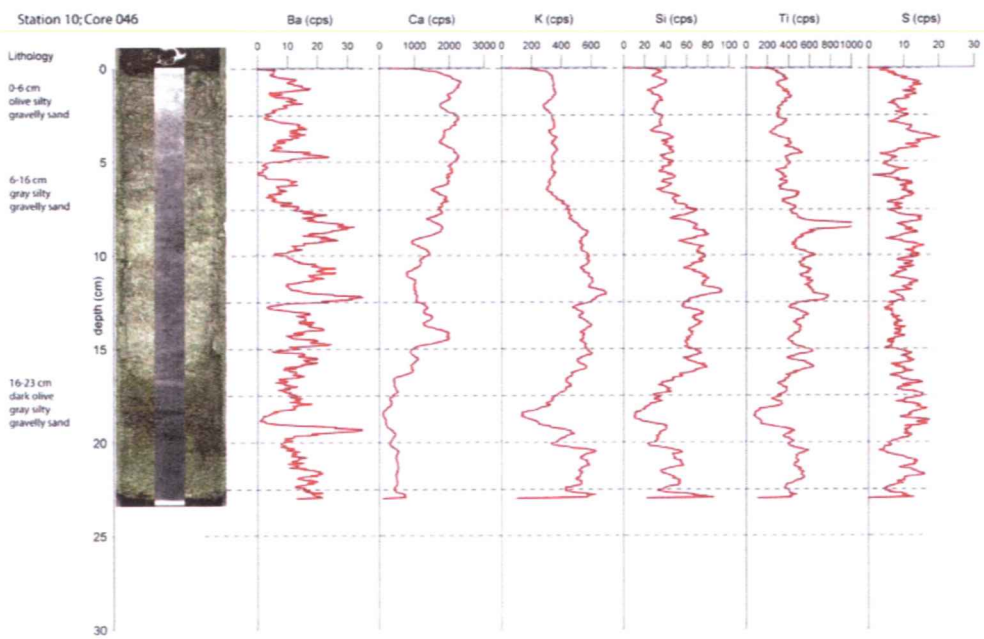 Station 10; Core 046
Ba (cps) Ca (cps) K (cps) Si (cps) Ti (cps) S (cps)
Lithology
0 10 20 30 0 1000 2000 3000 0 200 400 600 0 20 40 60 80 100 0 200 400 600 800 1000 0 10 20 30
0
0-6 cm
olive silty
gravelly sand
5
6-16 cm
gray silty
gravelly sand
10
depth (cm)
15
16-23 cm
dark olive
gray silty
gravelly sand
20
25
30